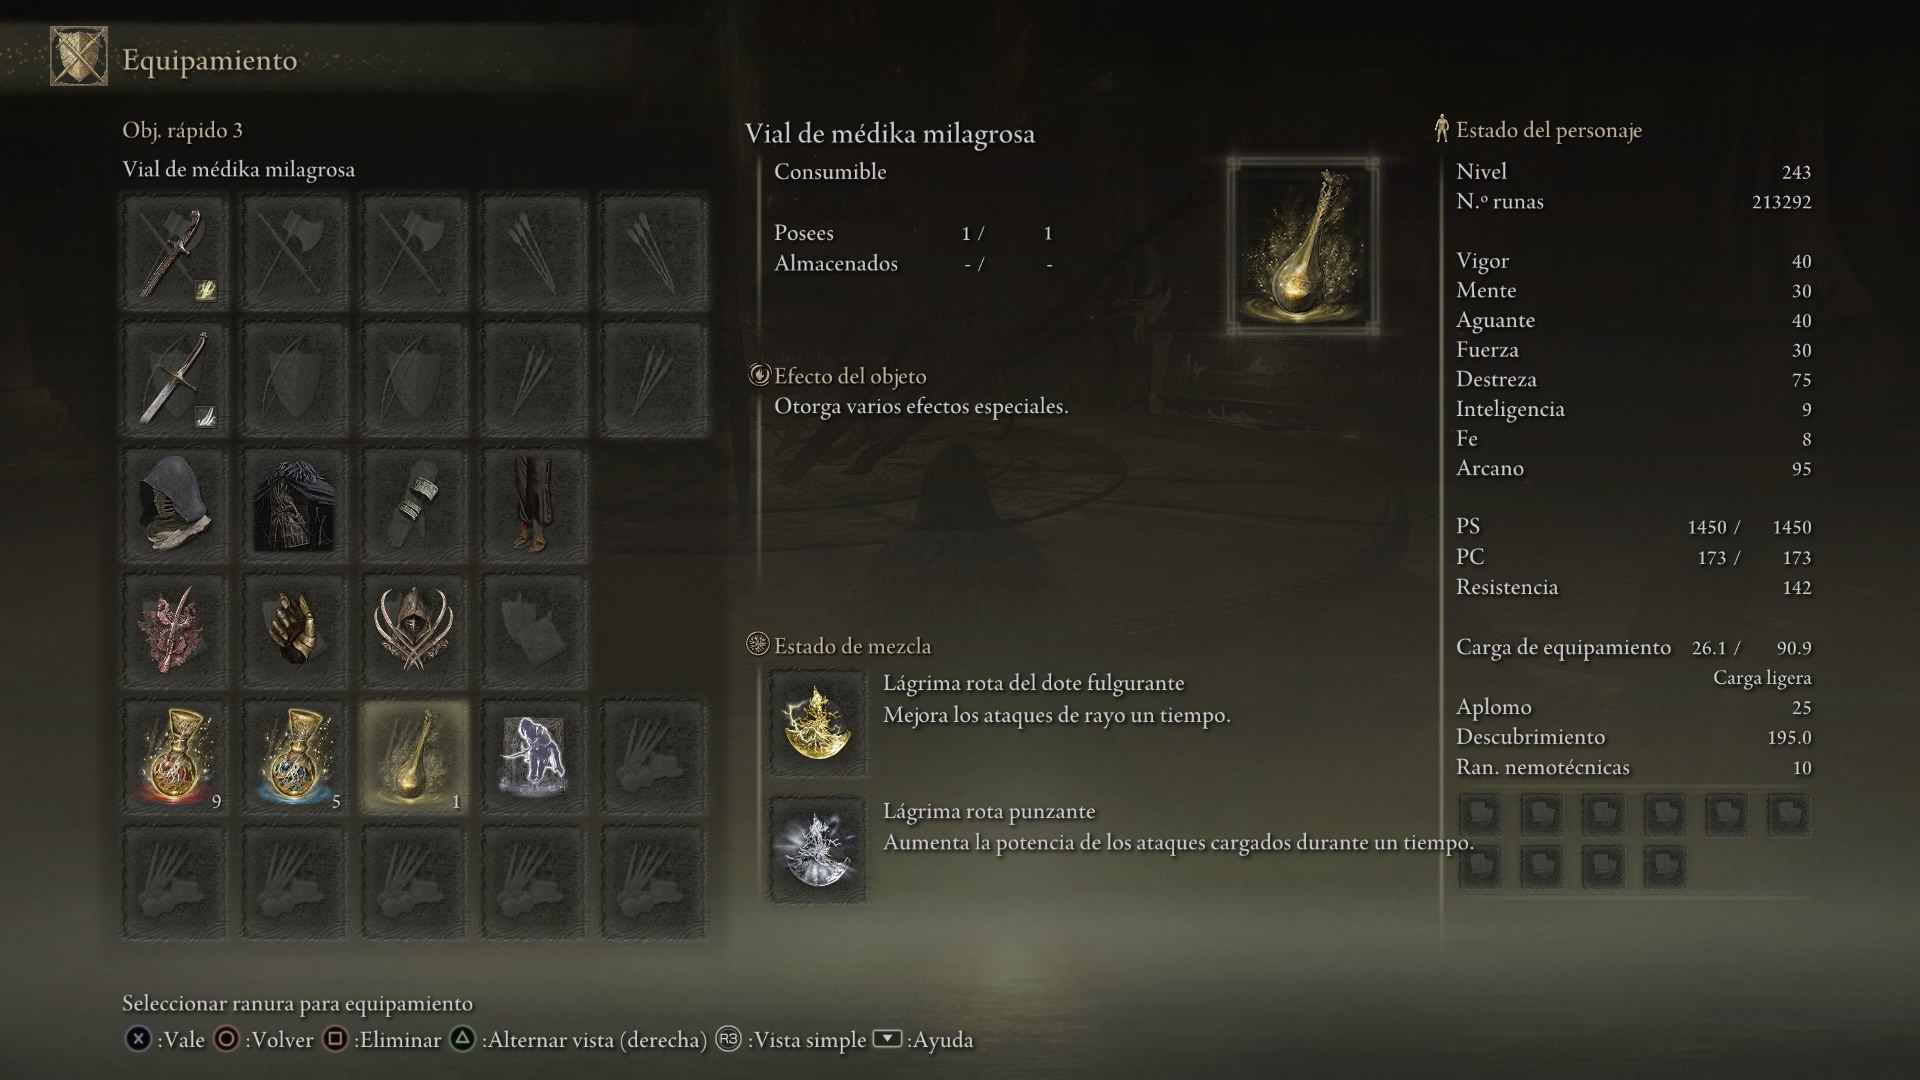 Equipamiento
Obj. rápido 3
Vial de médika milagrosa
9
5
1
Seleccionar ranura para equipamiento
X :Vale :Volver :Eliminar :Alternar vista (derecha) R3 :Vista simple :Ayuda
Vial de médika milagrosa
Consumible
Posees 1 / 1
Almacenados - / -
Efecto del objeto
Otorga varios efectos especiales.
Estado de mezcla
Lágrima rota del dote fulgurante
Mejora los ataques de rayo un tiempo.
Lágrima rota punzante
Aumenta la potencia de los ataques cargados durante un tiempo.
Estado del personaje
Nivel 243
N.º runas 213292
Vigor 40
Mente 30
Aguante 40
Fuerza 30
Destreza 75
Inteligencia 9
Fe 8
Arcano 95
PS 1450 / 1450
PC 173 / 173
Resistencia 142
Carga de equipamiento 26.1 / 90.9
Carga ligera
Aplomo 25
Descubrimiento 195.0
Ran. nemotécnicas 10